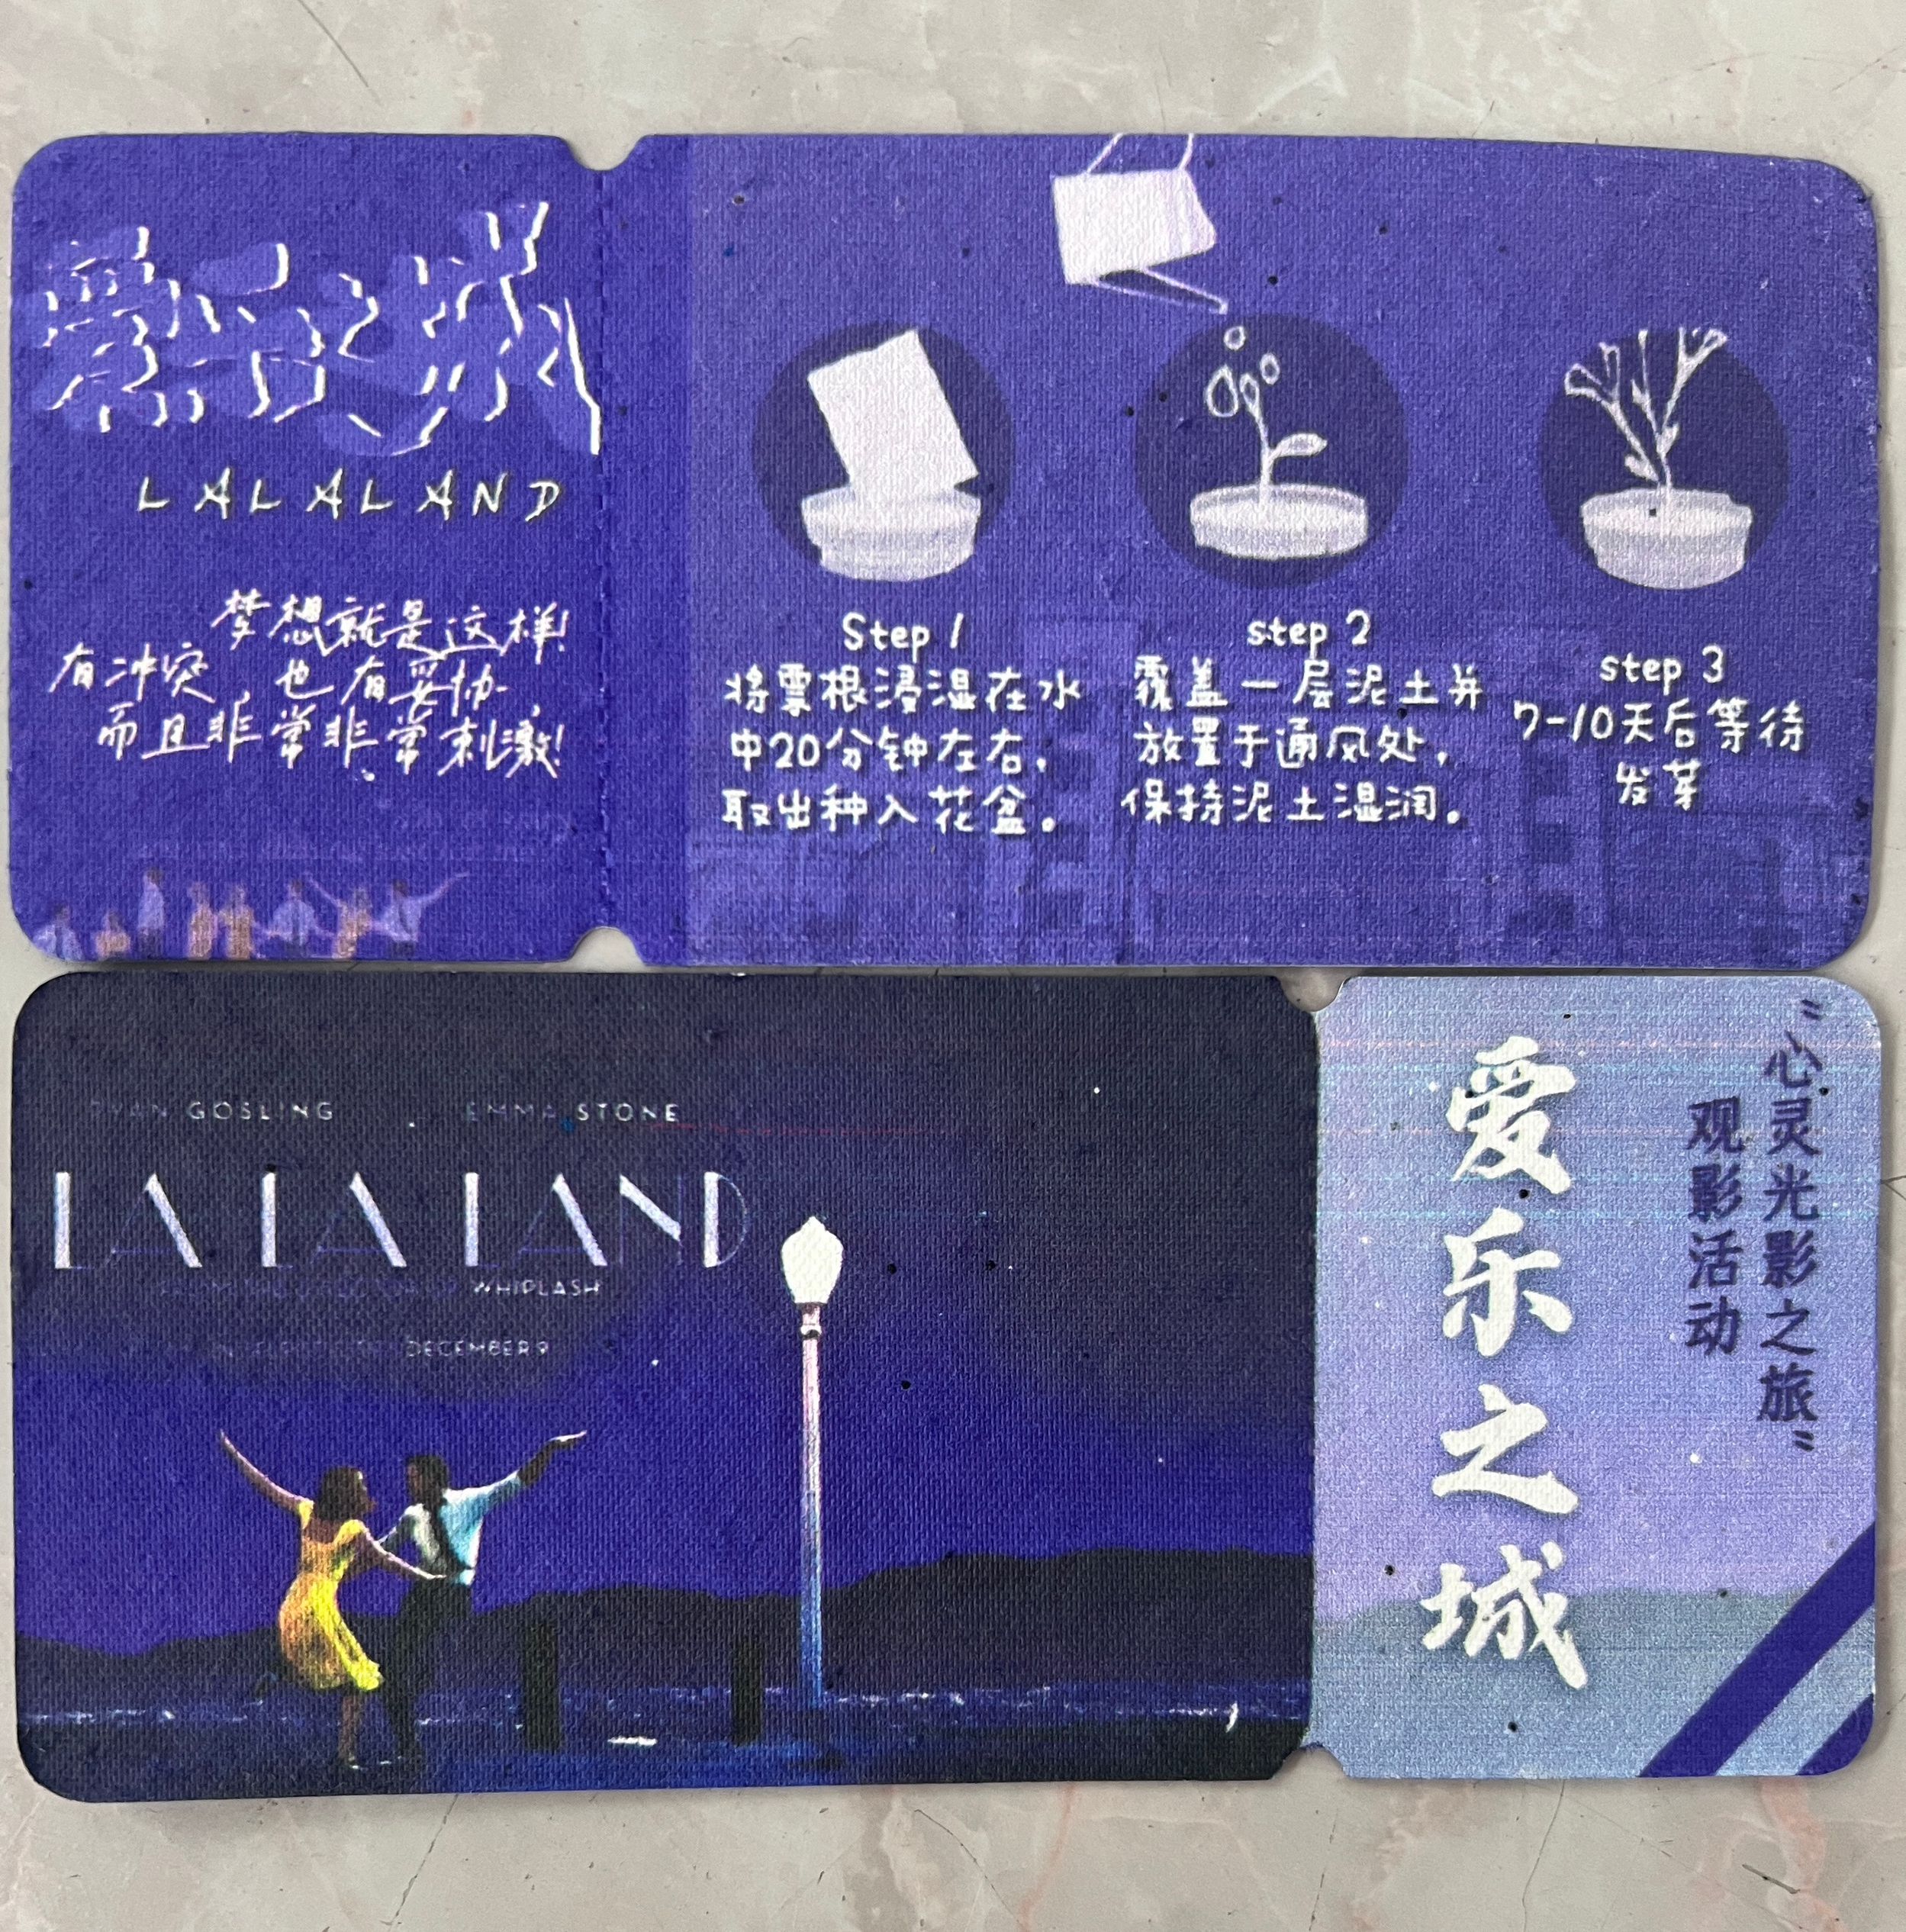 爱乐之城
LALALAND
梦想就是这样!
有冲突,也有妥协,
而且非常非常刺激!
Step 1
将票根浸湿在水
中20分钟左右,
取出种入花盆。
step 2
覆盖一层泥土并
放置于通风处,
保持泥土湿润。
step 3
7-10天后等待
发芽
RYAN GOSLING EMMA STONE
LA LA LAND
FROM THE DIRECTOR OF WHIPLASH
DECEMBER 9
爱乐之城
“心灵光影之旅”
观影活动